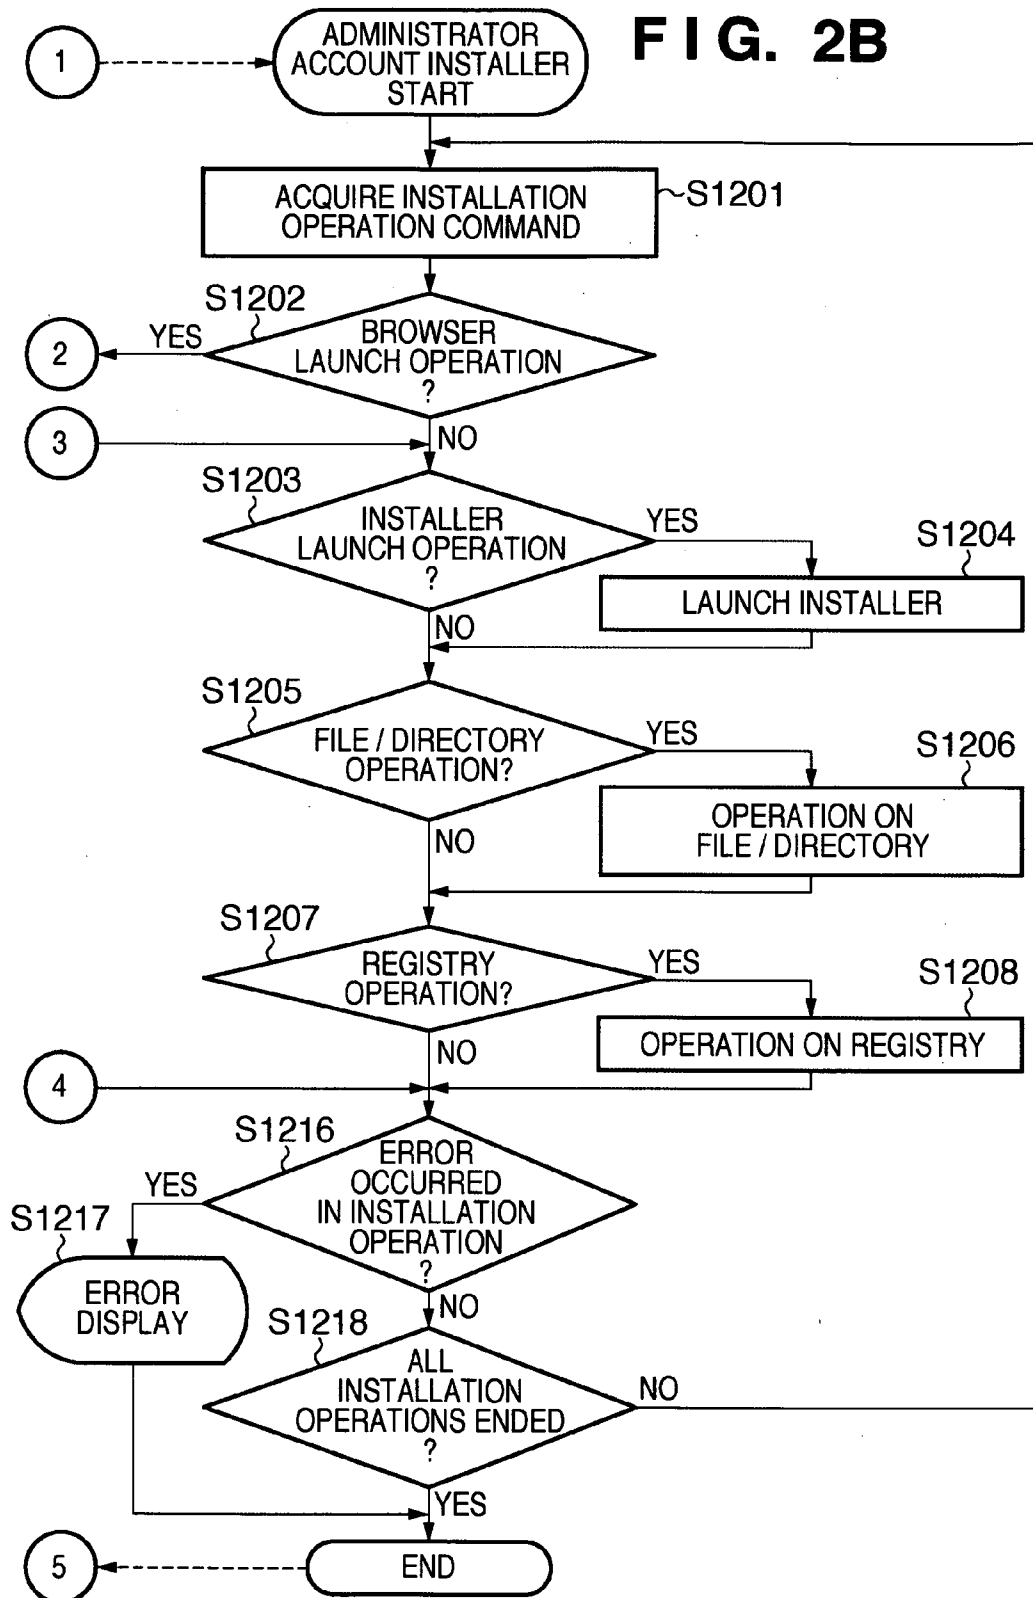 FIG. 2B
1
ADMINISTRATOR
ACCOUNT INSTALLER
START
ACQUIRE INSTALLATION
OPERATION COMMAND
S1201
S1202
YES
2
BROWSER
LAUNCH OPERATION
?
3
NO
S1203
INSTALLER
LAUNCH OPERATION
?
YES
S1204
LAUNCH INSTALLER
NO
S1205
FILE / DIRECTORY
OPERATION?
YES
S1206
OPERATION ON
FILE / DIRECTORY
NO
S1207
REGISTRY
OPERATION?
YES
S1208
OPERATION ON REGISTRY
NO
4
S1216
ERROR
OCCURRED
IN INSTALLATION
OPERATION
?
YES
S1217
ERROR
DISPLAY
NO
S1218
ALL
INSTALLATION
OPERATIONS ENDED
?
NO
YES
5
END